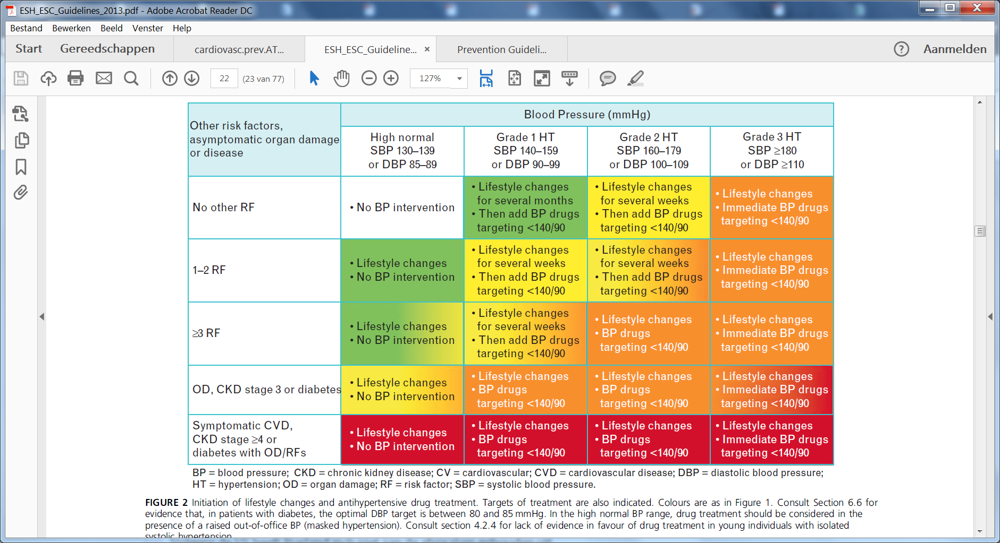 ESH_ESC_Guidelines_2013.pdf - Adobe Acrobat Reader DC
Bestand Bewerken Beeld Venster Help
Start Gereedschappen cardiovasc.prev.AT... ESH_ESC_Guideline... × Prevention Guideli... ? Aanmelden
22 (23 van 77) 127%
Other risk factors,
asymptomatic organ damage
or disease
Blood Pressure (mmHg)
High normal
SBP 130–139
or DBP 85–89
Grade 1 HT
SBP 140–159
or DBP 90–99
Grade 2 HT
SBP 160–179
or DBP 100–109
Grade 3 HT
SBP ≥180
or DBP ≥110
No other RF
• No BP intervention
• Lifestyle changes
for several months
• Then add BP drugs
targeting <140/90
• Lifestyle changes
for several weeks
• Then add BP drugs
targeting <140/90
• Lifestyle changes
• Immediate BP drugs
targeting <140/90
1–2 RF
• Lifestyle changes
• No BP intervention
• Lifestyle changes
for several weeks
• Then add BP drugs
targeting <140/90
• Lifestyle changes
for several weeks
• Then add BP drugs
targeting <140/90
• Lifestyle changes
• Immediate BP drugs
targeting <140/90
≥3 RF
• Lifestyle changes
• No BP intervention
• Lifestyle changes
for several weeks
• Then add BP drugs
targeting <140/90
• Lifestyle changes
• BP drugs
targeting <140/90
• Lifestyle changes
• Immediate BP drugs
targeting <140/90
OD, CKD stage 3 or diabetes
• Lifestyle changes
• No BP intervention
• Lifestyle changes
• BP drugs
targeting <140/90
• Lifestyle changes
• BP drugs
targeting <140/90
• Lifestyle changes
• Immediate BP drugs
targeting <140/90
Symptomatic CVD,
CKD stage ≥4 or
diabetes with OD/RFs
• Lifestyle changes
• No BP intervention
• Lifestyle changes
• BP drugs
targeting <140/90
• Lifestyle changes
• BP drugs
targeting <140/90
• Lifestyle changes
• Immediate BP drugs
targeting <140/90
BP = blood pressure; CKD = chronic kidney disease; CV = cardiovascular; CVD = cardiovascular disease; DBP = diastolic blood pressure;
HT = hypertension; OD = organ damage; RF = risk factor; SBP = systolic blood pressure.
FIGURE 2 Initiation of lifestyle changes and antihypertensive drug treatment. Targets of treatment are also indicated. Colours are as in Figure 1. Consult Section 6.6 for
evidence that, in patients with diabetes, the optimal DBP target is between 80 and 85 mmHg. In the high normal BP range, drug treatment should be considered in the
presence of a raised out-of-office BP (masked hypertension). Consult section 4.2.4 for lack of evidence in favour of drug treatment in young individuals with isolated
systolic hypertension